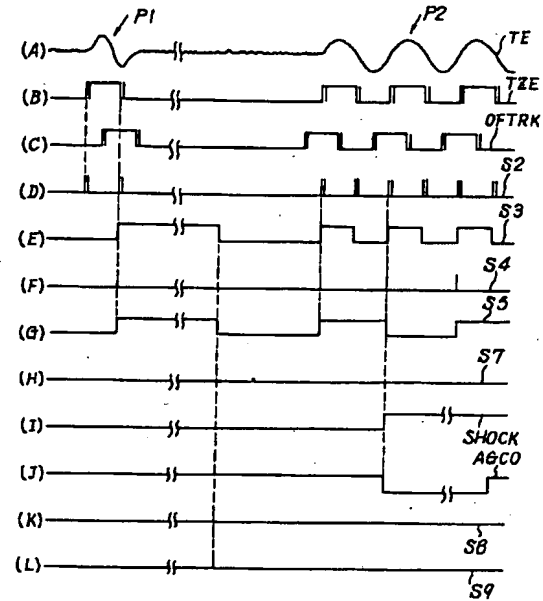 P1
P2
(A)
TE
(B)
TZE
(C)
OFTRK
(D)
S2
(E)
S3
(F)
S4
(G)
S5
(H)
S7
(I)
SHOCK
(J)
AGCO
(K)
S8
(L)
S9